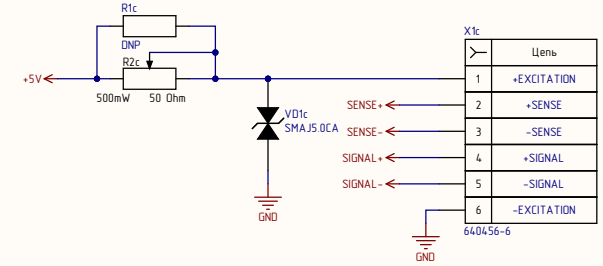 R1c
DNP
R2c
+5V
500mW 50 Ohm
VD1c
SMAJ5.0CA
GND
SENSE+
SENSE-
SIGNAL+
SIGNAL-
GND
X1c
Цепь
1 +EXCITATION
2 +SENSE
3 -SENSE
4 +SIGNAL
5 -SIGNAL
6 -EXCITATION
640456-6